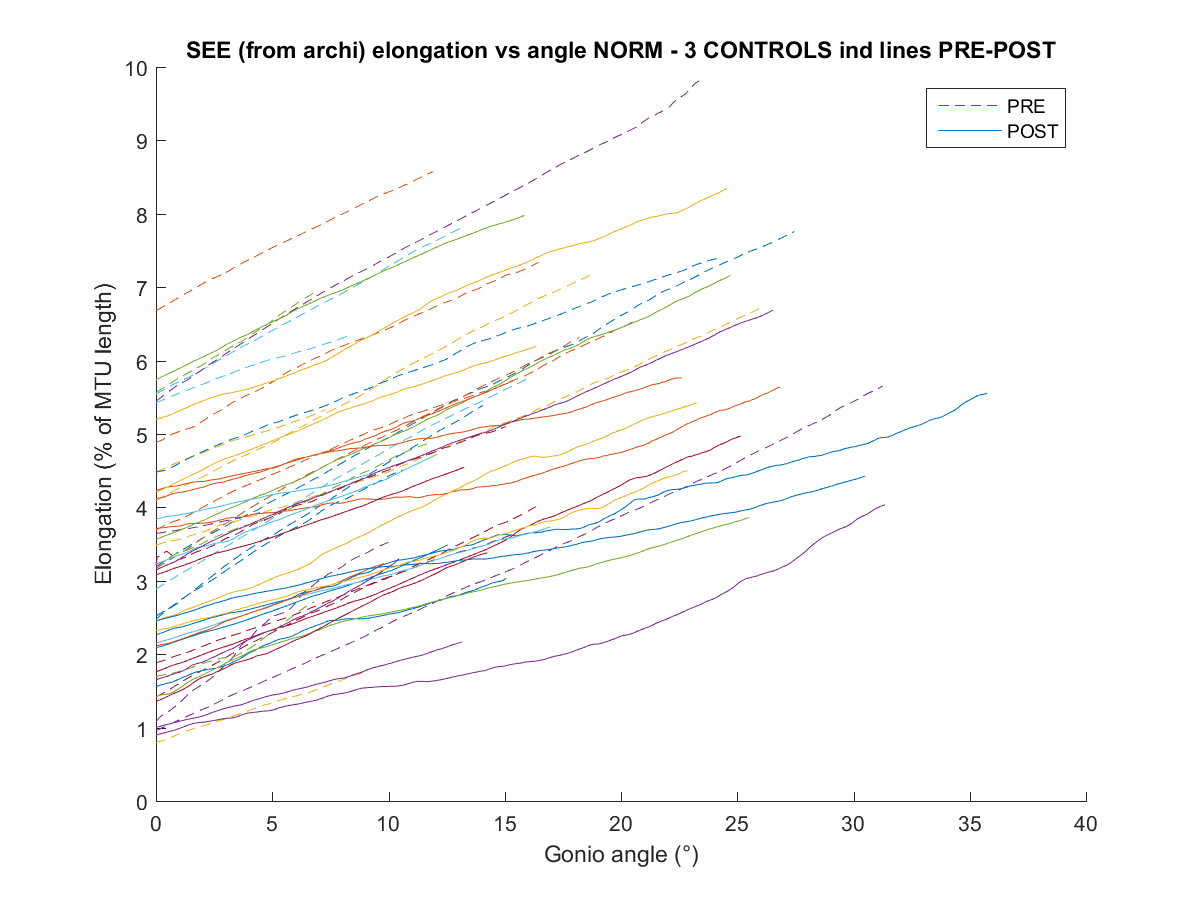 SEE (from archi) elongation vs angle NORM - 3 CONTROLS ind lines PRE-POST
PRE
POST
10
9
8
7
6
5
4
3
2
1
0
Elongation (% of MTU length)
0 5 10 15 20 25 30 35 40
Gonio angle (°)